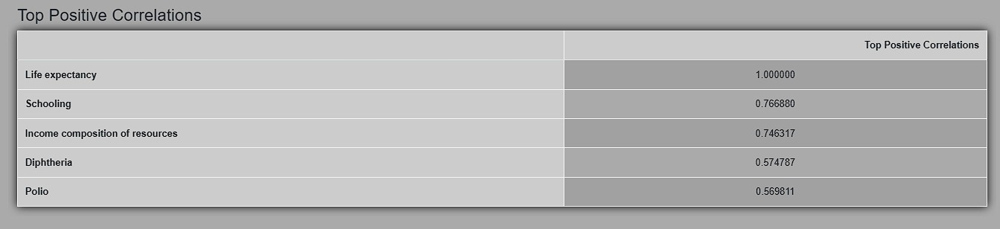 Top Positive Correlations
Top Positive Correlations
Life expectancy 1.000000
Schooling 0.766880
Income composition of resources 0.746317
Diphtheria 0.574787
Polio 0.569811